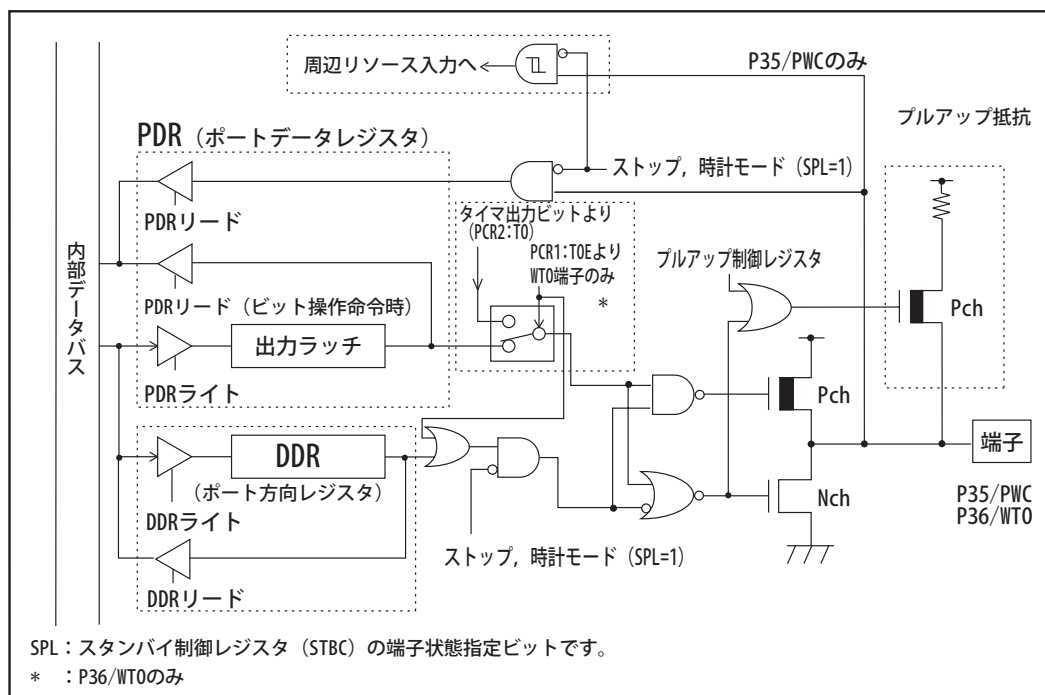 周辺リソース入力へ
P35/PWCのみ
プルアップ抵抗
PDR（ポートデータレジスタ）
ストップ，時計モード（SPL=1）
PDRリード
タイマ出力ビットより
（PCR2:TO）
PCR1:TOEより
WTO端子のみ
*
プルアップ制御レジスタ
内部データバス
PDRリード（ビット操作命令時）
Pch
出力ラッチ
PDRライト
Pch
端子
DDR
（ポート方向レジスタ）
Nch
P35/PWC
P36/WTO
DDRライト
ストップ，時計モード（SPL=1）
DDRリード
SPL：スタンバイ制御レジスタ（STBC）の端子状態指定ビットです。
* ：P36/WTOのみ